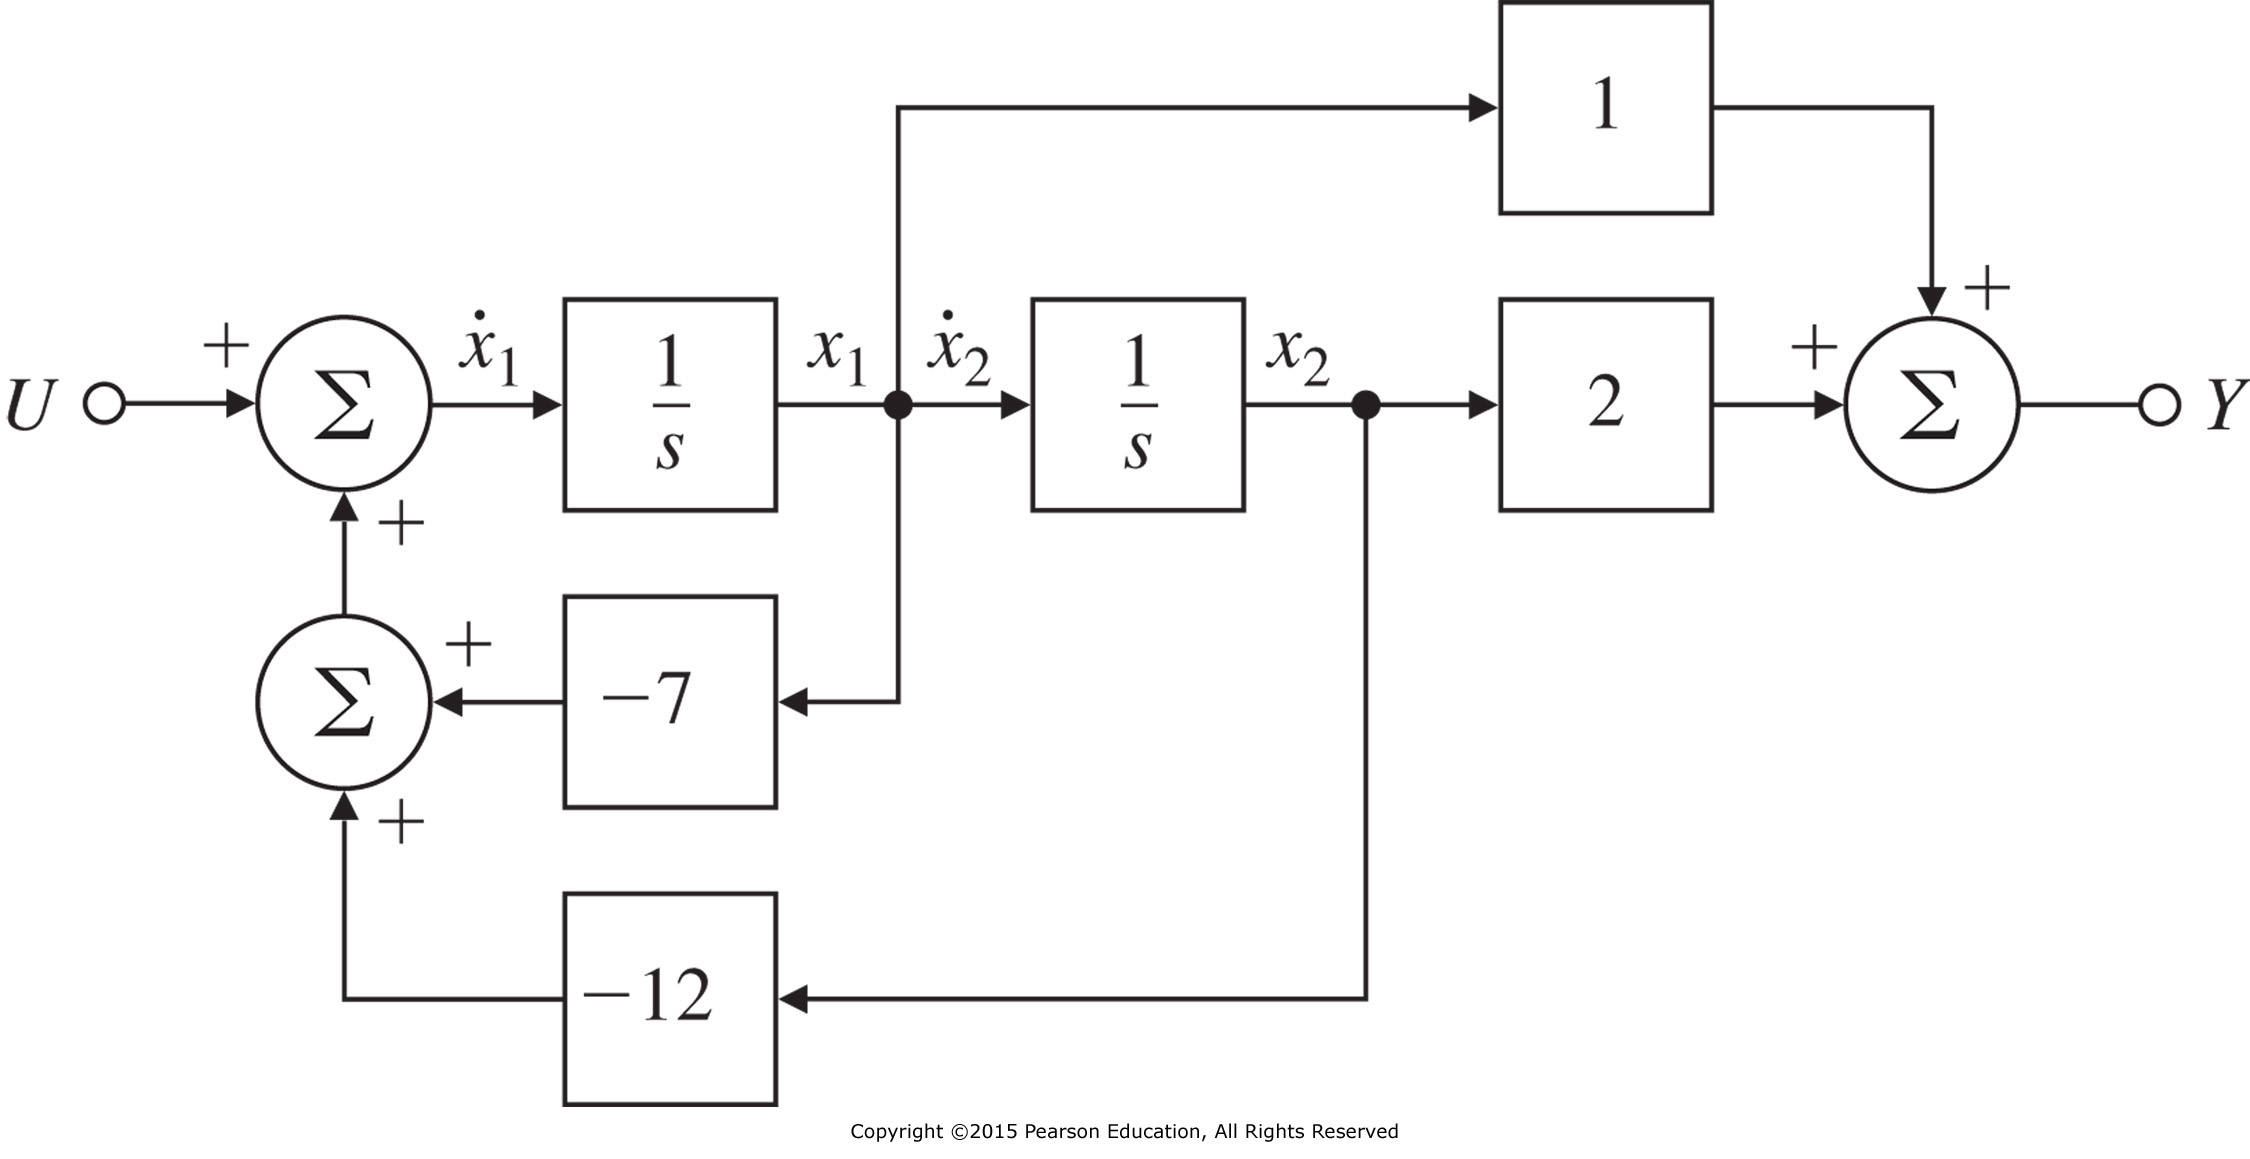 1
+
+ ẋ₁ 1/s x₁ ẋ₂ 1/s x₂ 2 +
U Σ Σ Y
+
+
Σ −7
+
−12
Copyright ©2015 Pearson Education, All Rights Reserved